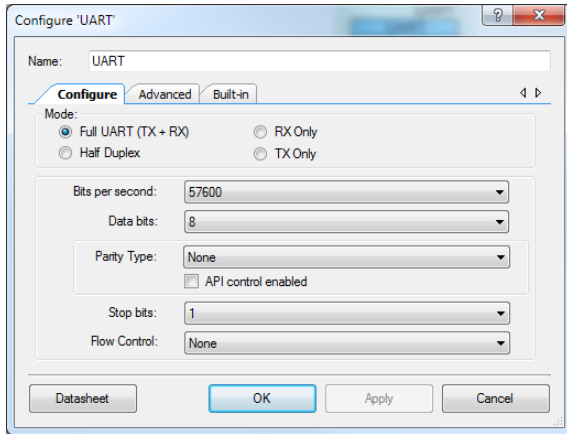 Configure 'UART'
Name: UART
Configure Advanced Built-in
Mode:
Full UART (TX + RX) RX Only
Half Duplex TX Only
Bits per second: 57600
Data bits: 8
Parity Type: None
API control enabled
Stop bits: 1
Flow Control: None
Datasheet OK Apply Cancel